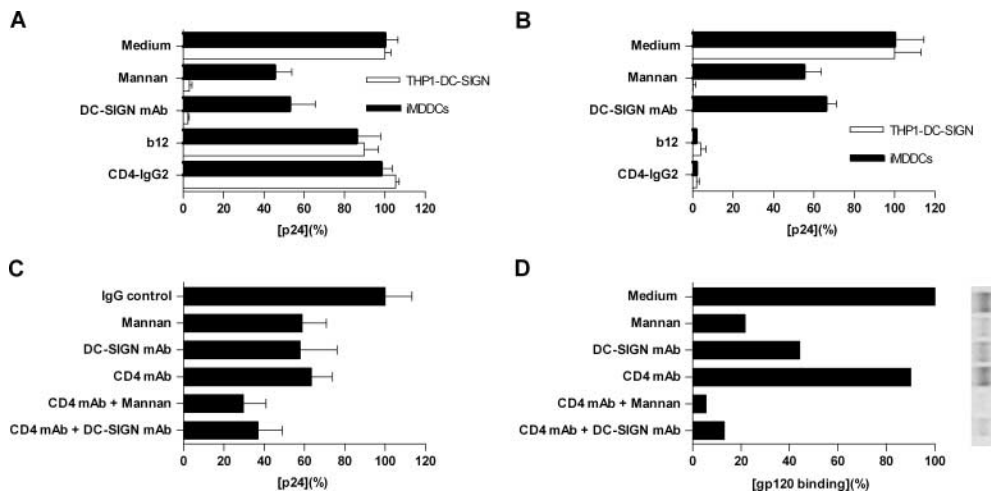 A
Medium
Mannan
DC-SIGN mAb
b12
CD4-IgG2
THP1-DC-SIGN
iMDDCs
0 20 40 60 80 100 120
[p24](%)
B
Medium
Mannan
DC-SIGN mAb
b12
CD4-IgG2
THP1-DC-SIGN
iMDDCs
0 20 40 60 80 100 120
[p24](%)
C
IgG control
Mannan
DC-SIGN mAb
CD4 mAb
CD4 mAb + Mannan
CD4 mAb + DC-SIGN mAb
0 20 40 60 80 100 120
[p24](%)
D
Medium
Mannan
DC-SIGN mAb
CD4 mAb
CD4 mAb + Mannan
CD4 mAb + DC-SIGN mAb
0 20 40 60 80 100
[gp120 binding](%)